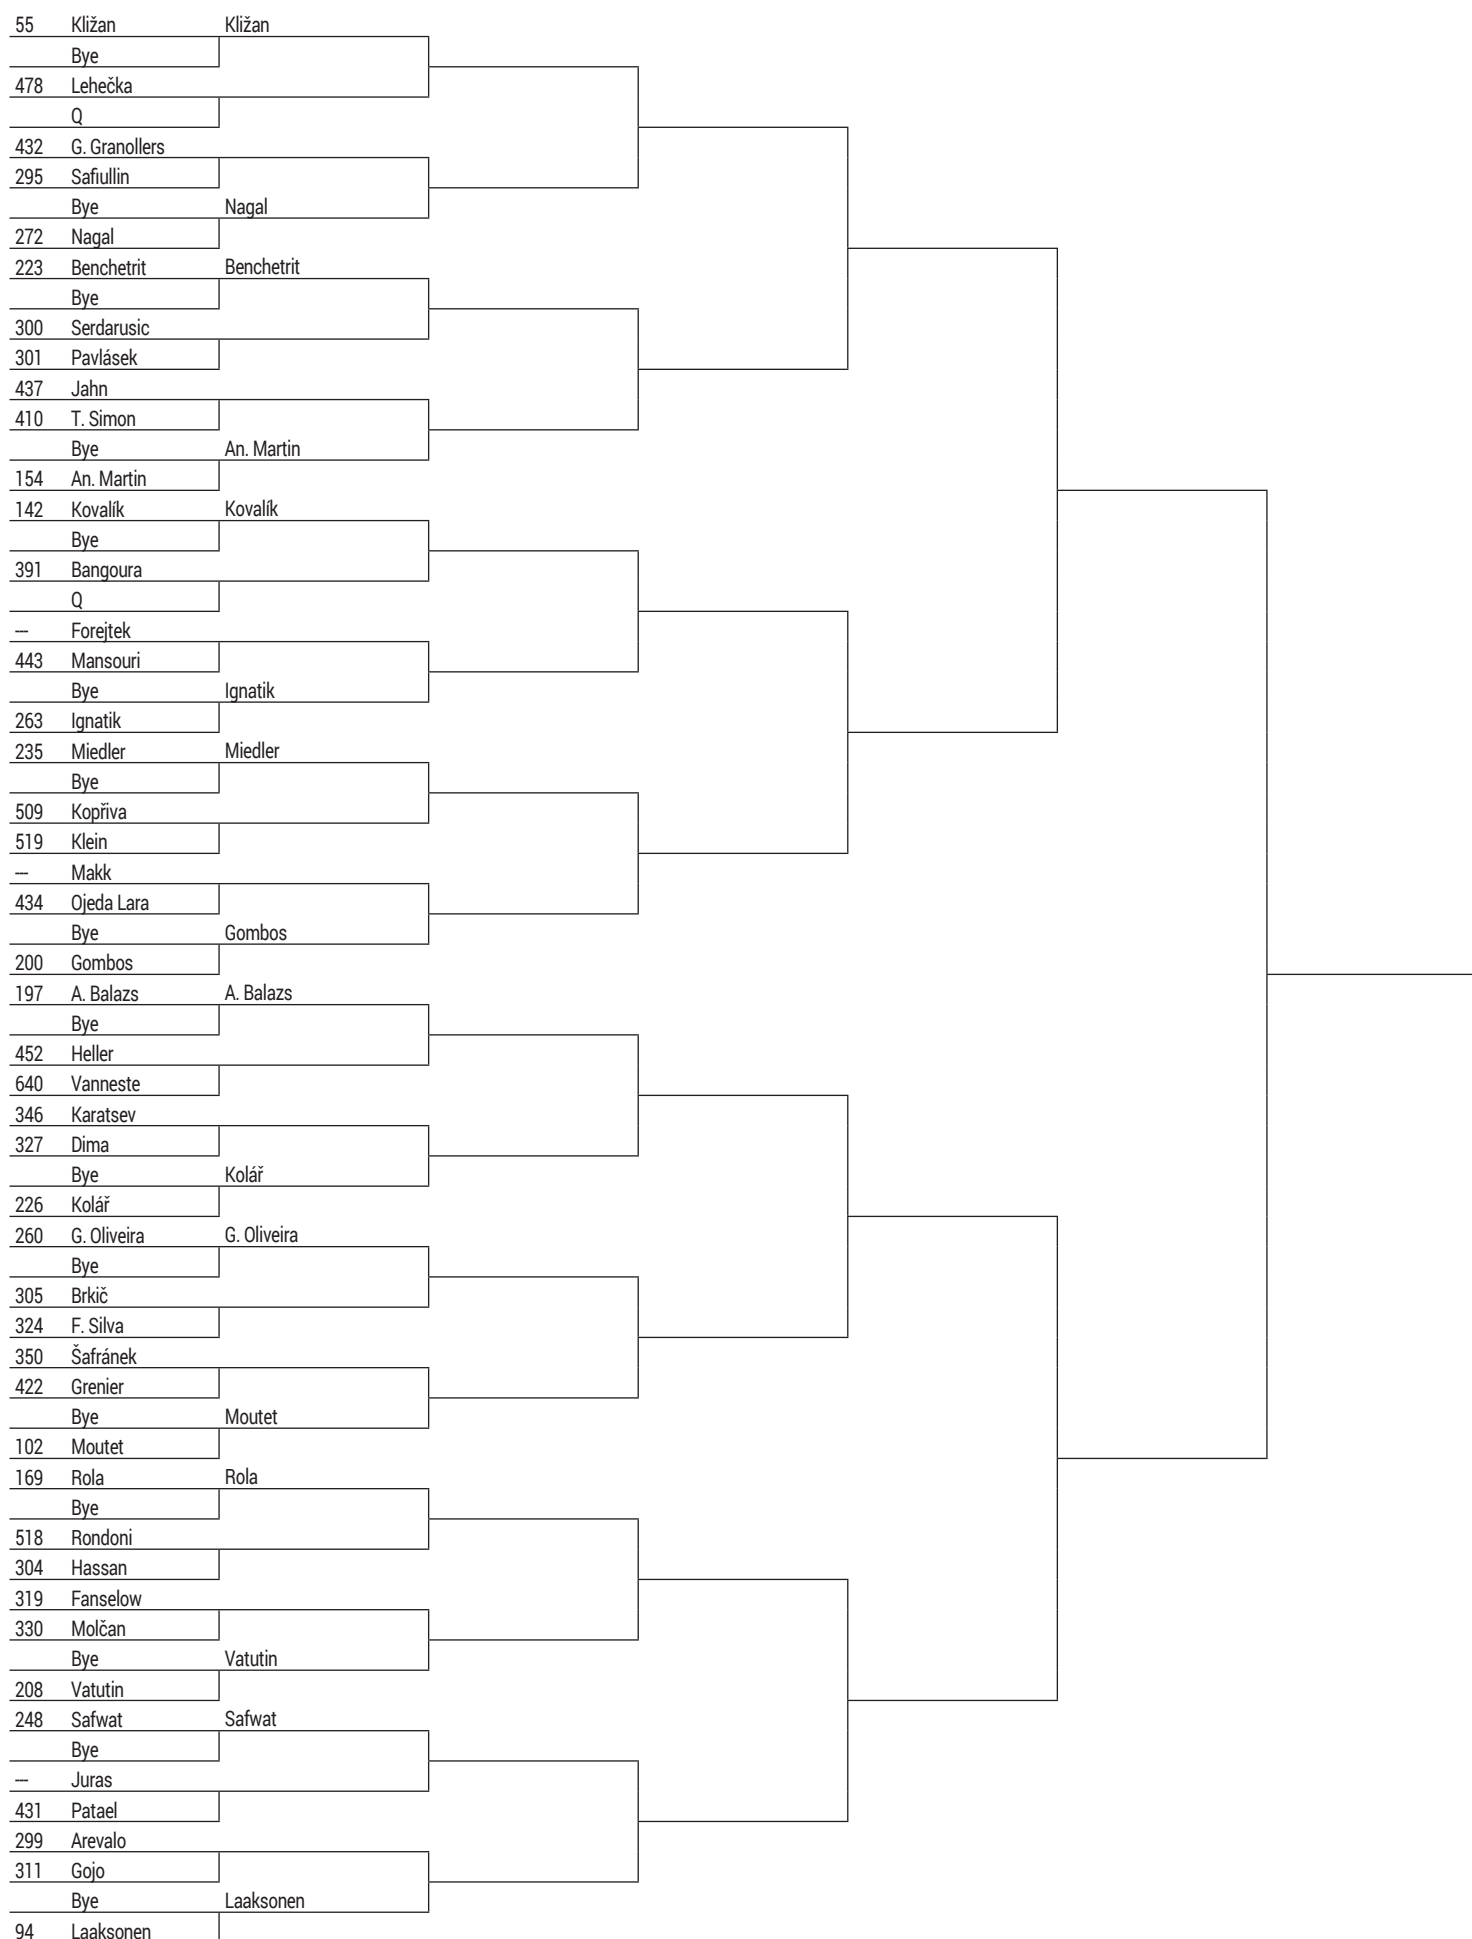 55 Kližan Kližan
Bye
478 Lehečka
Q
432 G. Granollers
295 Safiullin
Bye Nagal
272 Nagal
223 Benchetrit Benchetrit
Bye
300 Serdarusic
301 Pavlásek
437 Jahn
410 T. Simon
Bye An. Martin
154 An. Martin
142 Kovalík Kovalík
Bye
391 Bangoura
Q
--- Forejtek
443 Mansouri
Bye Ignatik
263 Ignatik
235 Miedler Miedler
Bye
509 Kopřiva
519 Klein
--- Makk
434 Ojeda Lara
Bye Gombos
200 Gombos
197 A. Balazs A. Balazs
Bye
452 Heller
640 Vanneste
346 Karatsev
327 Dima
Bye Kolář
226 Kolář
260 G. Oliveira G. Oliveira
Bye
305 Brkič
324 F. Silva
350 Šafránek
422 Grenier
Bye Moutet
102 Moutet
169 Rola Rola
Bye
518 Rondoni
304 Hassan
319 Fanselow
330 Molčan
Bye Vatutin
208 Vatutin
248 Safwat Safwat
Bye
--- Juras
431 Patael
299 Arevalo
311 Gojo
Bye Laaksonen
94 Laaksonen